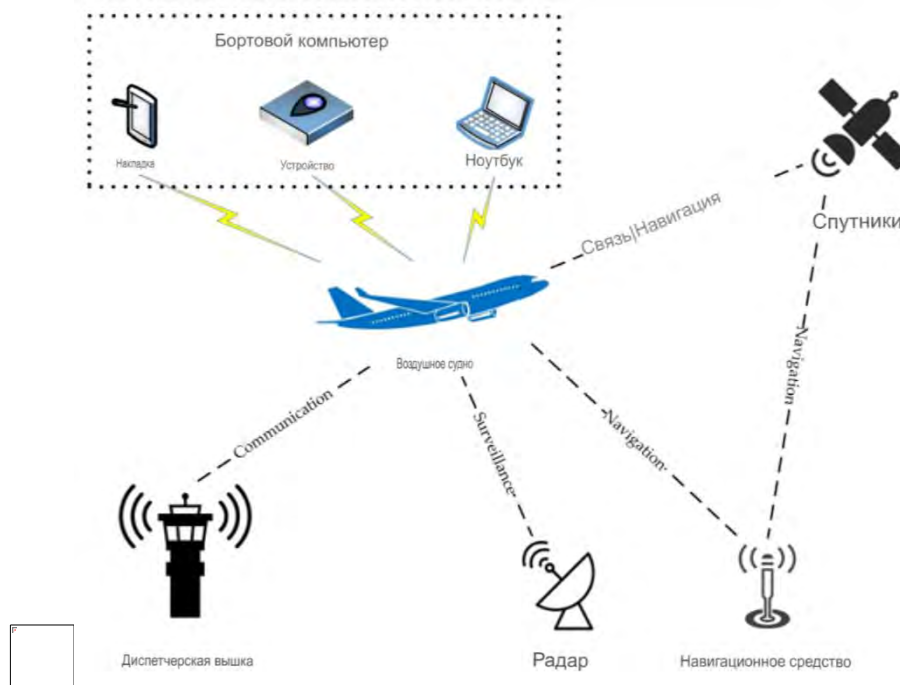 Бортовой компьютер
Накладка
Устройство
Ноутбук
Связь|Навигация
Спутники
Воздушное судно
Communication
Surveillance
Navigation
Navigation
Диспетчерская вышка
Радар
Навигационное средство